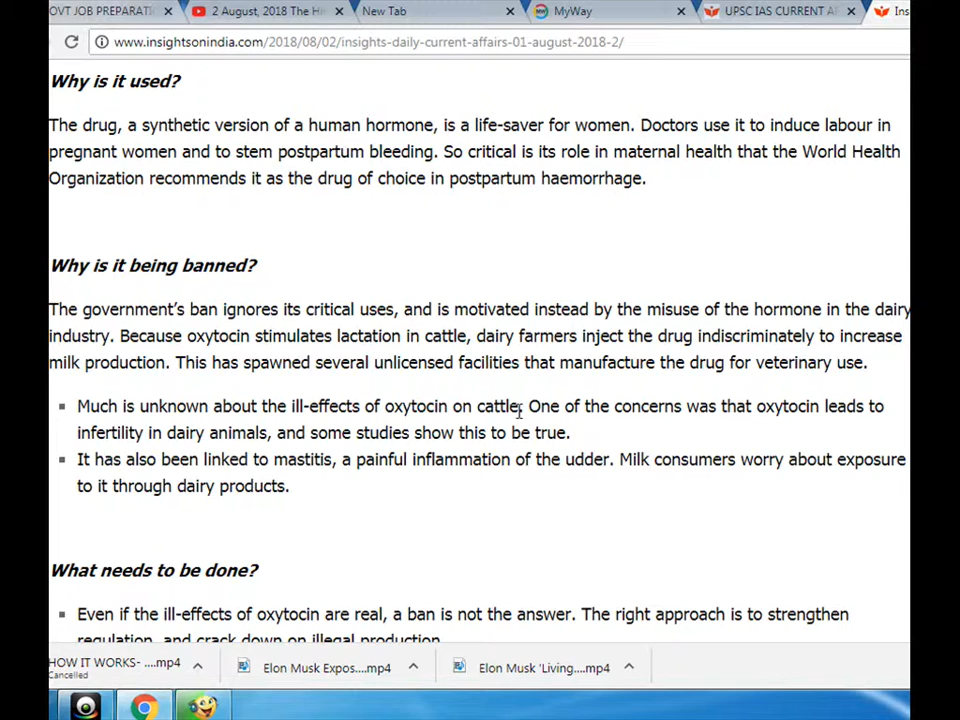 OVT JOB PREPARATI
2 August, 2018 The Hi
New Tab
MyWay
UPSC IAS CURRENT AF
Ins
www.insightsonindia.com/2018/08/02/insights-daily-current-affairs-01-august-2018-2/
Why is it used?
The drug, a synthetic version of a human hormone, is a life-saver for women. Doctors use it to induce labour in
pregnant women and to stem postpartum bleeding. So critical is its role in maternal health that the World Health
Organization recommends it as the drug of choice in postpartum haemorrhage.
Why is it being banned?
The government’s ban ignores its critical uses, and is motivated instead by the misuse of the hormone in the dairy
industry. Because oxytocin stimulates lactation in cattle, dairy farmers inject the drug indiscriminately to increase
milk production. This has spawned several unlicensed facilities that manufacture the drug for veterinary use.
Much is unknown about the ill-effects of oxytocin on cattle. One of the concerns was that oxytocin leads to
infertility in dairy animals, and some studies show this to be true.
It has also been linked to mastitis, a painful inflammation of the udder. Milk consumers worry about exposure
to it through dairy products.
What needs to be done?
Even if the ill-effects of oxytocin are real, a ban is not the answer. The right approach is to strengthen
regulation, and crack down on illegal production.
HOW IT WORKS- ....mp4
Cancelled
Elon Musk Expos....mp4
Elon Musk 'Living....mp4